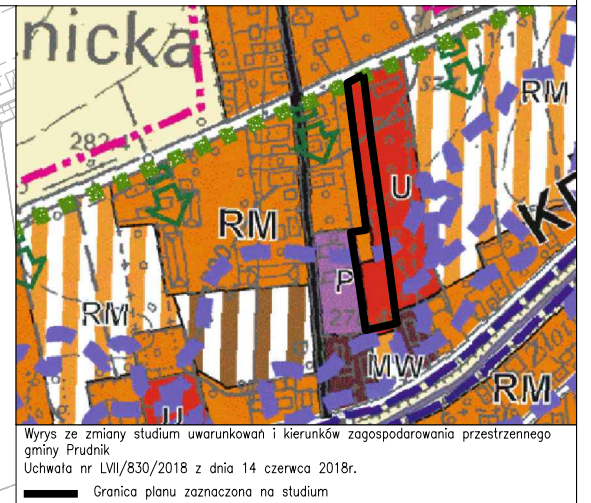 nicka
RM
U
RM
P
RM
MW
RM
U
Wyrys ze zmiany studium uwarunkowań i kierunków zagospodarowania przestrzennego
gminy Prudnik
Uchwała nr LVII/830/2018 z dnia 14 czerwca 2018r.
Granica planu zaznaczona na studium